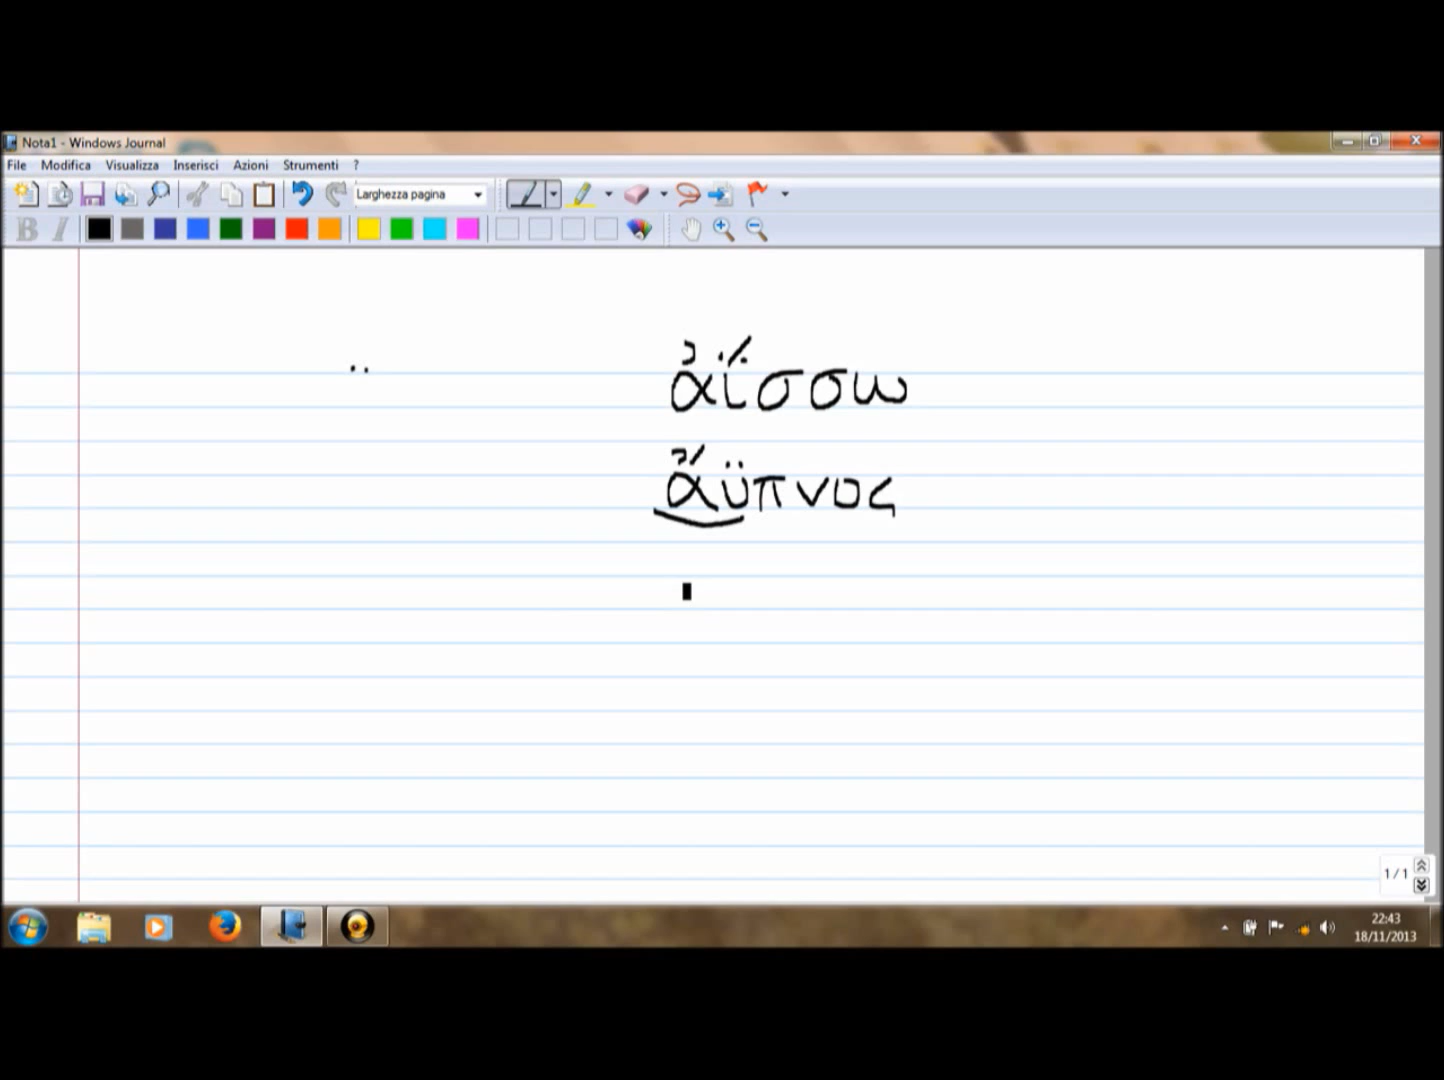 Nota1 - Windows Journal
File Modifica Visualizza Inserisci Azioni Strumenti ?
Larghezza pagina
B I
¨ ἀΐσσω
ἄϋπνος
1 / 1
22:43
18/11/2013